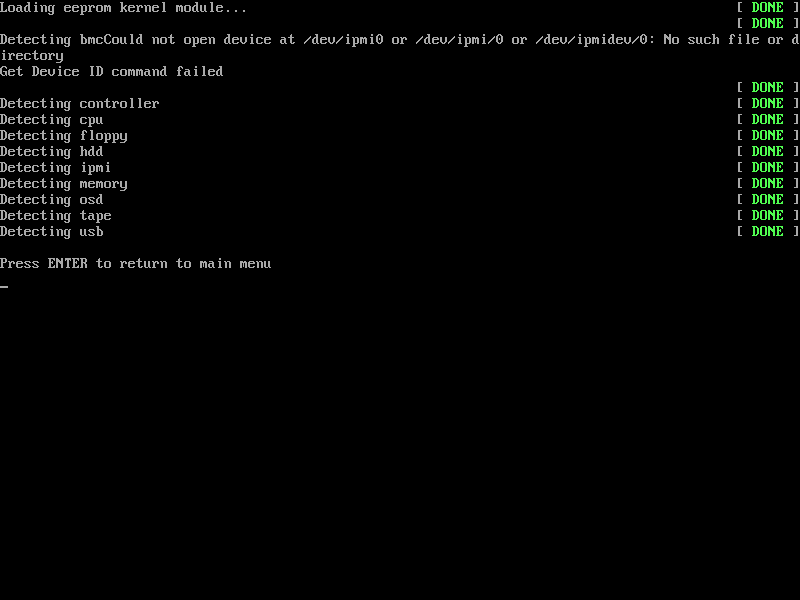 Loading eeprom kernel module... [ DONE ]
[ DONE ]
Detecting bmcCould not open device at /dev/ipmi0 or /dev/ipmi/0 or /dev/ipmidev/0: No such file or d
irectory
Get Device ID command failed
[ DONE ]
Detecting controller [ DONE ]
Detecting cpu [ DONE ]
Detecting floppy [ DONE ]
Detecting hdd [ DONE ]
Detecting ipmi [ DONE ]
Detecting memory [ DONE ]
Detecting osd [ DONE ]
Detecting tape [ DONE ]
Detecting usb [ DONE ]
Press ENTER to return to main menu
_